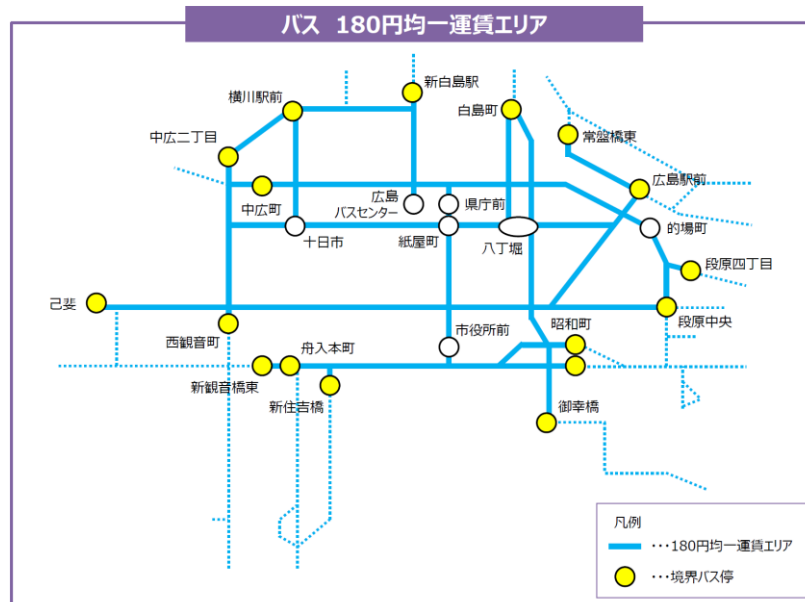 バス 180円均一運賃エリア
新白島駅
横川駅前
白島町
常盤橋東
中広二丁目
広島駅前
中広町
広島
バスセンター
県庁前
的場町
十日市
紙屋町
八丁堀
段原四丁目
己斐
西観音町
市役所前
昭和町
段原中央
舟入本町
新観音橋東
新住吉橋
御幸橋
凡例
･･･180円均一運賃エリア
･･･境界バス停